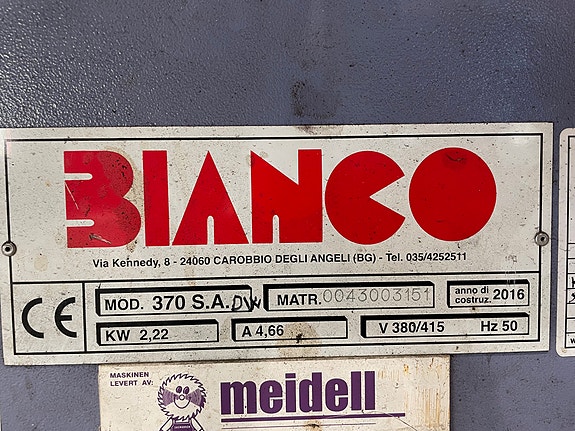 BIANCO
Via Kennedy, 8 - 24060 CAROBBIO DEGLI ANGELI (BG) - Tel. 035/4252511
CE MOD. 370 S.A.DW MATR. 0043003151 anno di costruz. 2016
KW 2,22 A 4,66 V 380/415 Hz 50
MASKINEN
LEVERT AV:
meidell